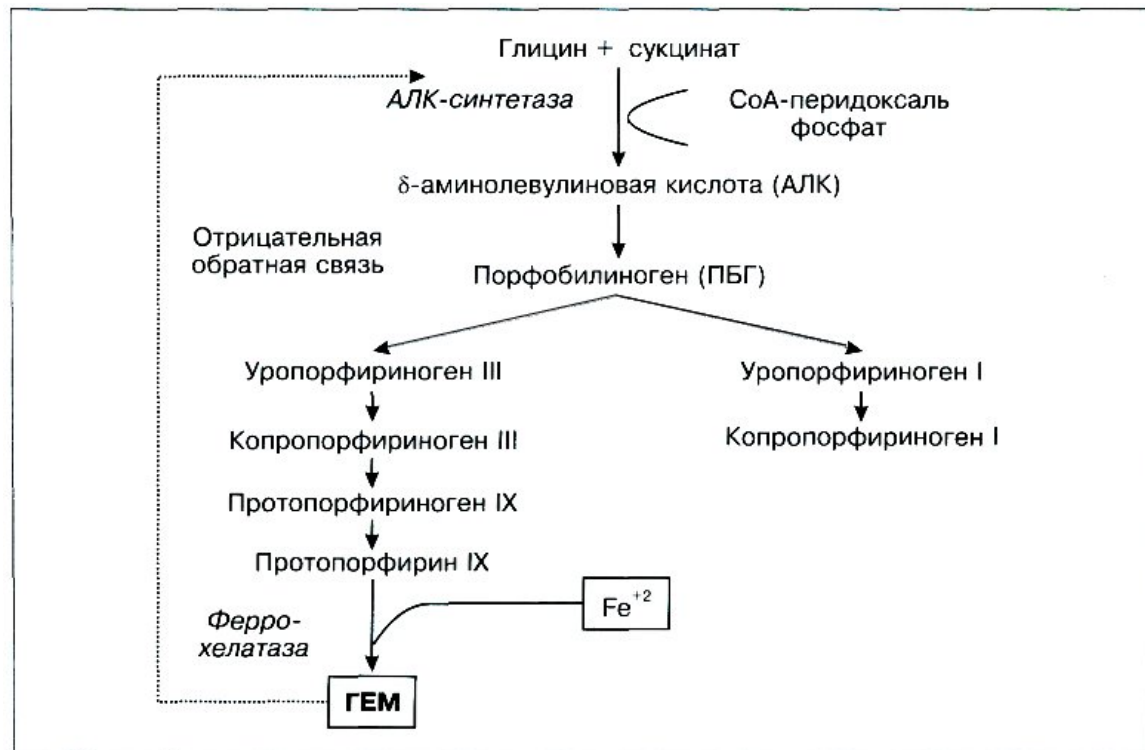 Глицин + сукцинат
АЛК-синтетаза
СоА-перидоксаль
фосфат
δ-аминолевулиновая кислота (АЛК)
Отрицательная
обратная связь
Порфобилиноген (ПБГ)
Уропорфириноген III
Уропорфириноген I
Копропорфириноген III
Копропорфириноген I
Протопорфириноген IX
Протопорфирин IX
Fe+2
Ферро-
хелатаза
ГЕМ